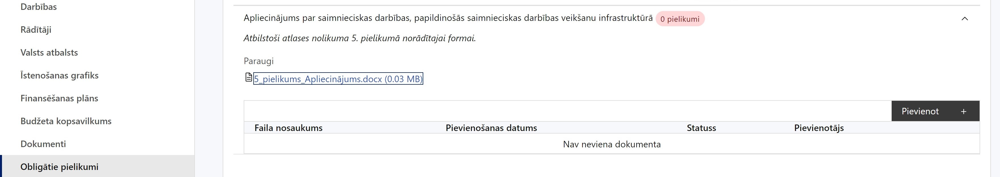 Darbības
Rādītāji
Valsts atbalsts
Īstenošanas grafiks
Finansēšanas plāns
Budžeta kopsavilkums
Dokumenti
Obligātie pielikumi
Apliecinājums par saimnieciskas darbības, papildinošās saimnieciskas darbības veikšanu infrastruktūrā 0 pielikumi
Atbilstoši atlases nolikuma 5. pielikumā norādītajai formai.
Paraugi
5_pielikums_Apliecinājums.docx (0.03 MB)
Pievienot +
Faila nosaukums Pievienošanas datums Statuss Pievienotājs
Nav neviena dokumenta